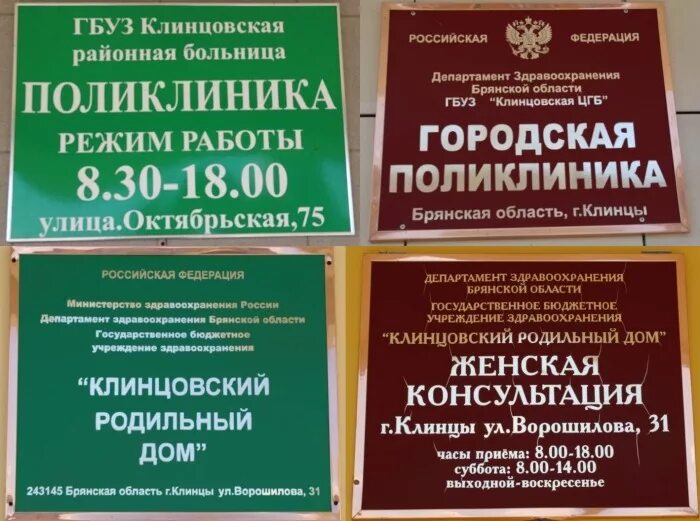 ГБУЗ Клинцовская
районная больница
ПОЛИКЛИНИКА
РЕЖИМ РАБОТЫ
8.30-18.00
улица.Октябрьская,75
РОССИЙСКАЯ ФЕДЕРАЦИЯ
Департамент Здравоохранения
Брянской области
ГБУЗ "Клинцовская ЦГБ"
ГОРОДСКАЯ
ПОЛИКЛИНИКА
Брянская область, г.Клинцы
РОССИЙСКАЯ ФЕДЕРАЦИЯ
Министерство здравоохранения России
Департамент здравоохранения Брянской области
Государственное бюджетное
учреждение здравоохранения
“КЛИНЦОВСКИЙ
РОДИЛЬНЫЙ
ДОМ”
243145 Брянская область г.Клинцы ул.Ворошилова, 31
ДЕПАРТАМЕНТ ЗДРАВООХРАНЕНИЯ
БРЯНСКОЙ ОБЛАСТИ
ГОСУДАРСТВЕННОЕ БЮДЖЕТНОЕ
УЧРЕЖДЕНИЕ ЗДРАВООХРАНЕНИЯ
"КЛИНЦОВСКИЙ РОДИЛЬНЫЙ ДОМ"
ЖЕНСКАЯ
КОНСУЛЬТАЦИЯ
г.Клинцы ул.Ворошилова, 31
часы приёма: 8.00-18.00
суббота: 8.00-14.00
выходной-воскресенье